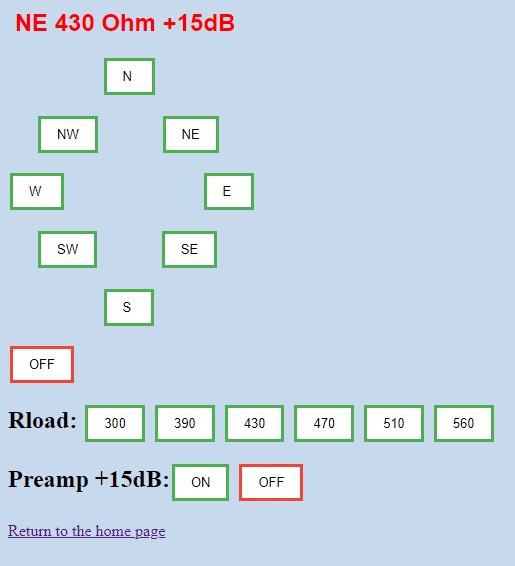 NE 430 Ohm +15dB
N
NW NE
W E
SW SE
S
OFF
Rload: 300 390 430 470 510 560
Preamp +15dB: ON OFF
Return to the home page